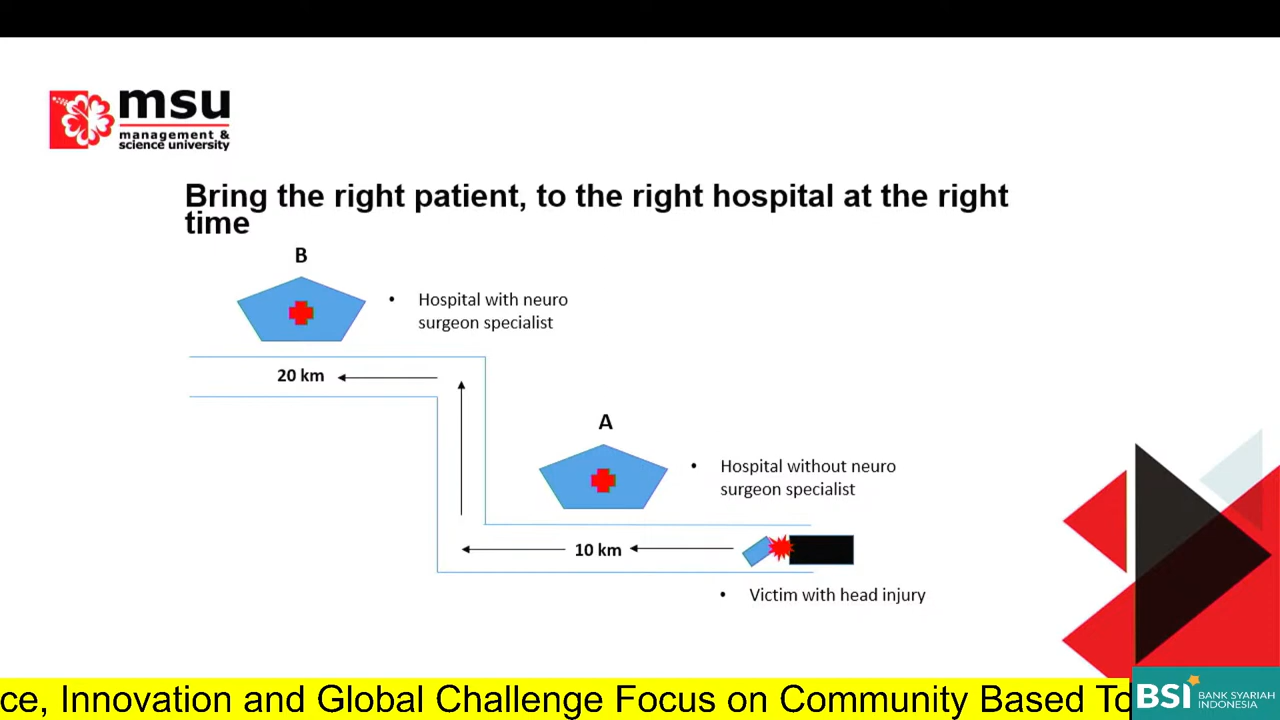 msu
management &
science university
Bring the right patient, to the right hospital at the right
time
B
• Hospital with neuro
surgeon specialist
20 km
A
• Hospital without neuro
surgeon specialist
10 km
• Victim with head injury
ce, Innovation and Global Challenge Focus on Community Based To
BSI BANK SYARIAH
INDONESIA